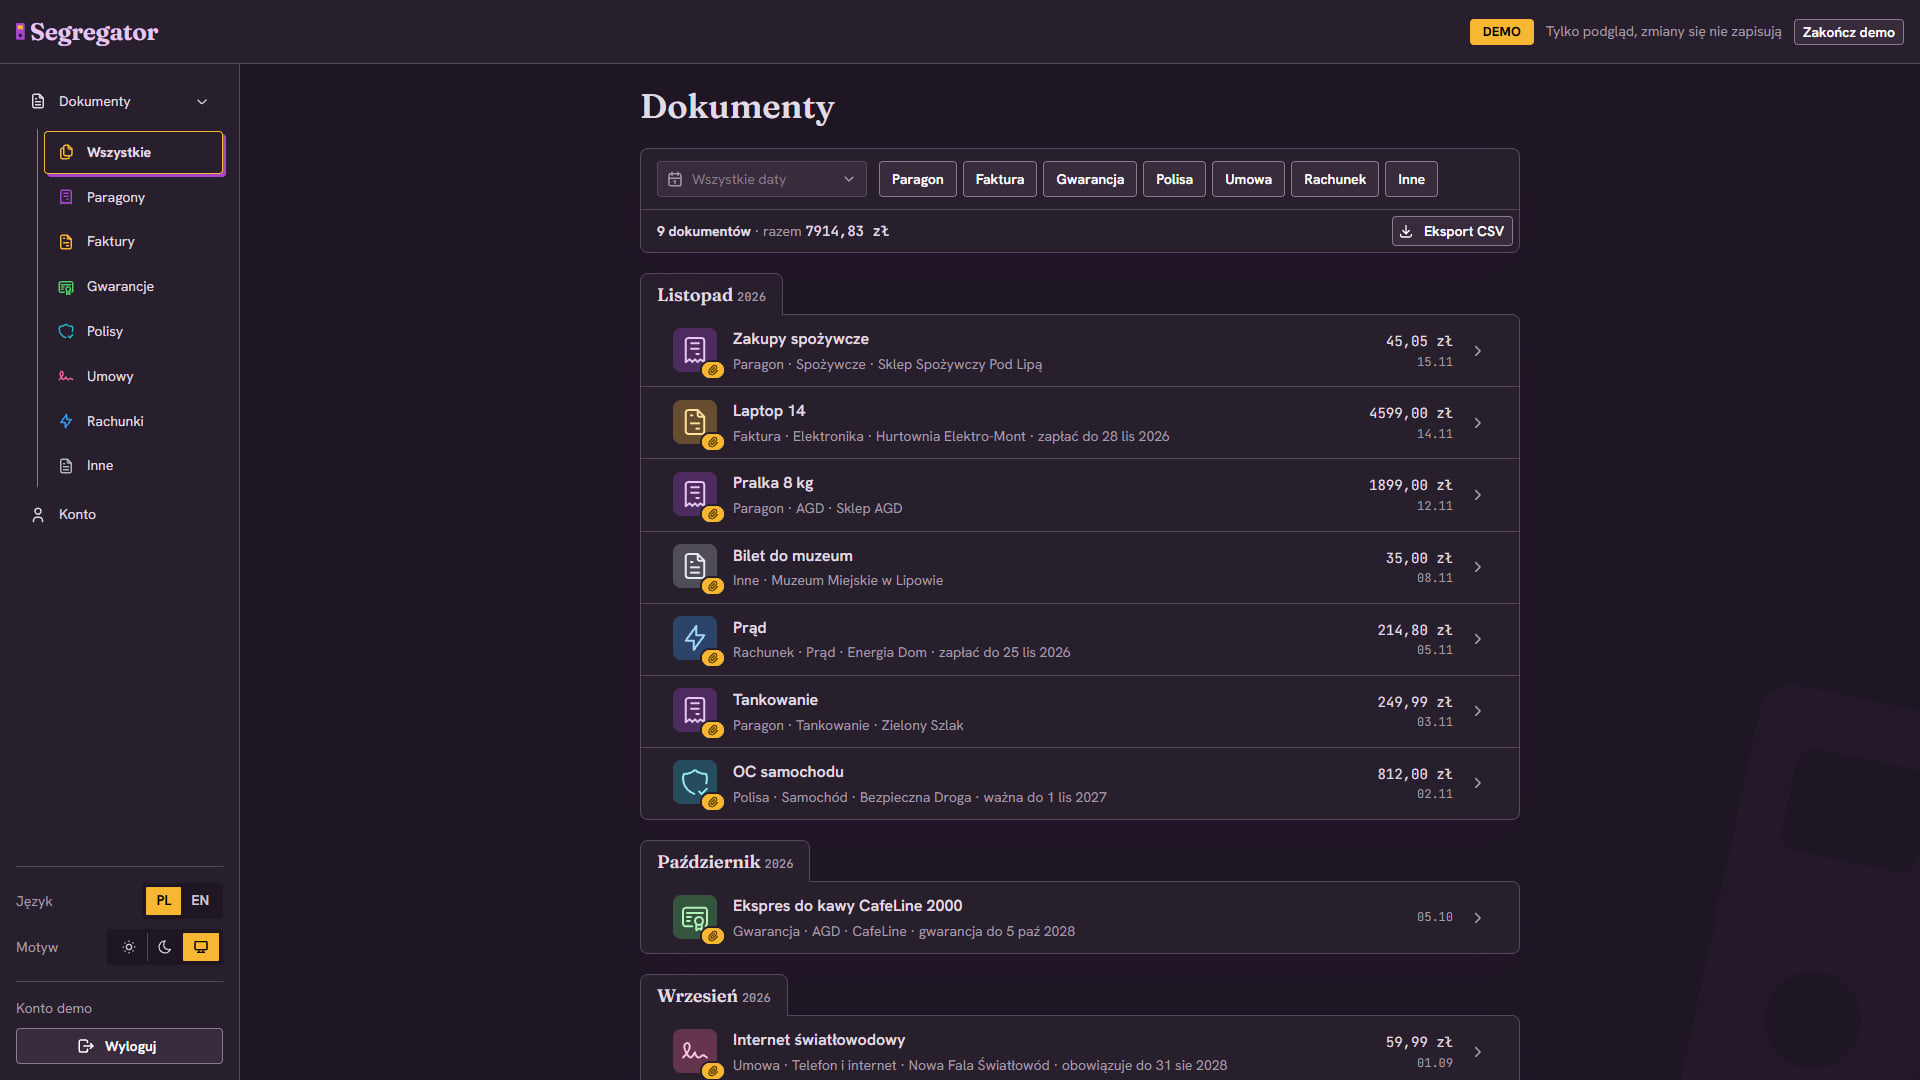 Segregator
DEMO Tylko podgląd, zmiany się nie zapisują Zakończ demo
Dokumenty
Wszystkie
Paragony
Faktury
Gwarancje
Polisy
Umowy
Rachunki
Inne
Konto
Język PL EN
Motyw
Konto demo
Wyloguj
Dokumenty
Wszystkie daty Paragon Faktura Gwarancja Polisa Umowa Rachunek Inne
9 dokumentów · razem 7914,83 zł Eksport CSV
Listopad 2026
Zakupy spożywcze 45,05 zł
Paragon · Spożywcze · Sklep Spożywczy Pod Lipą 15.11
Laptop 14 4599,00 zł
Faktura · Elektronika · Hurtownia Elektro-Mont · zapłać do 28 lis 2026 14.11
Pralka 8 kg 1899,00 zł
Paragon · AGD · Sklep AGD 12.11
Bilet do muzeum 35,00 zł
Inne · Muzeum Miejskie w Lipowie 08.11
Prąd 214,80 zł
Rachunek · Prąd · Energia Dom · zapłać do 25 lis 2026 05.11
Tankowanie 249,99 zł
Paragon · Tankowanie · Zielony Szlak 03.11
OC samochodu 812,00 zł
Polisa · Samochód · Bezpieczna Droga · ważna do 1 lis 2027 02.11
Październik 2026
Ekspres do kawy CafeLine 2000 05.10
Gwarancja · AGD · CafeLine · gwarancja do 5 paź 2028
Wrzesień 2026
Internet światłowodowy 59,99 zł
Umowa · Telefon i internet · Nowa Fala Światłowód · obowiązuje do 31 sie 2028 01.09